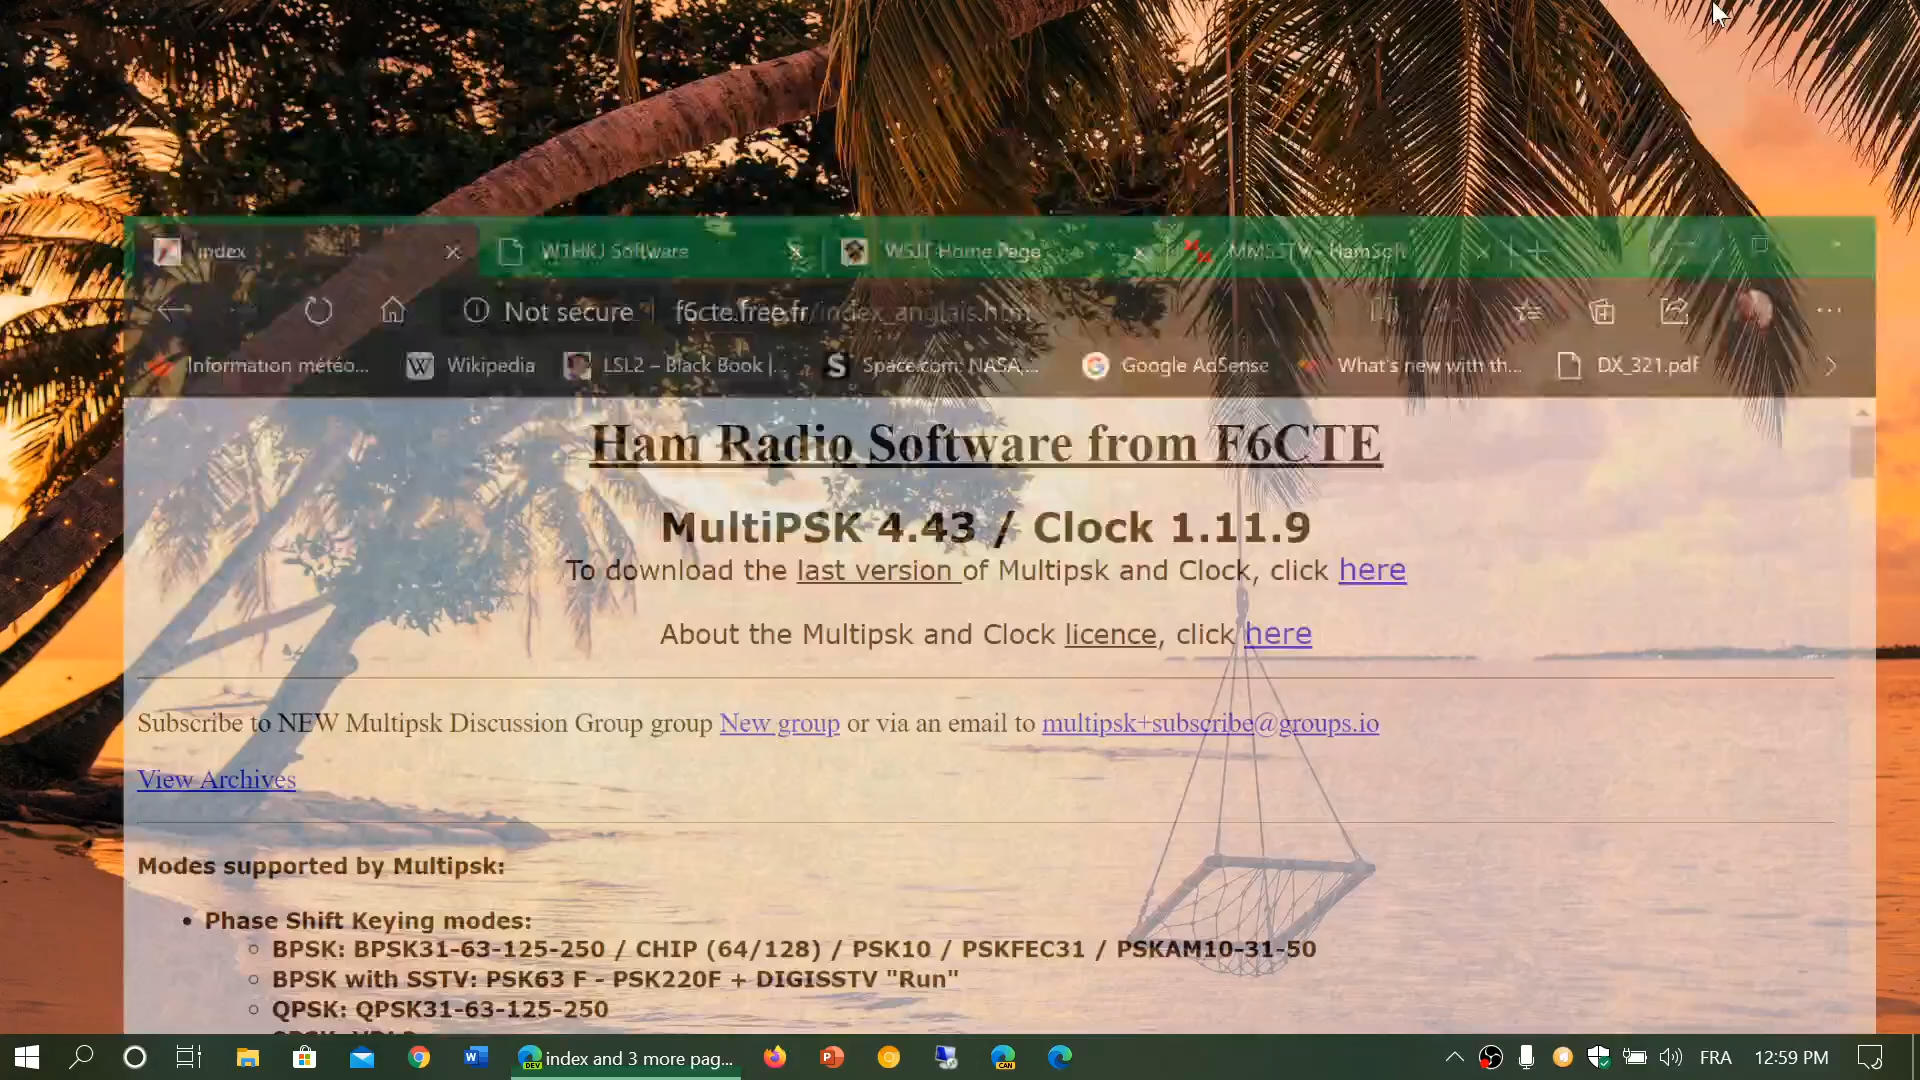 index
W1HKJ Software
WSJT Home Page
MMSSTV - HamSoft
Not secure | f6cte.free.fr/index_anglais.htm
Information météo...
Wikipedia
LSL2 – Black Book |...
Space.com: NASA,...
Google AdSense
What's new with th...
DX_321.pdf
Ham Radio Software from F6CTE
MultiPSK 4.43 / Clock 1.11.9
To download the last version of Multipsk and Clock, click here
About the Multipsk and Clock licence, click here
Subscribe to NEW Multipsk Discussion Group group New group or via an email to multipsk+subscribe@groups.io
View Archives
Modes supported by Multipsk:
• Phase Shift Keying modes:
○ BPSK: BPSK31-63-125-250 / CHIP (64/128) / PSK10 / PSKFEC31 / PSKAM10-31-50
○ BPSK with SSTV: PSK63 F - PSK220F + DIGISSTV "Run"
○ QPSK: QPSK31-63-125-250
index and 3 more pag...
FRA
12:59 PM